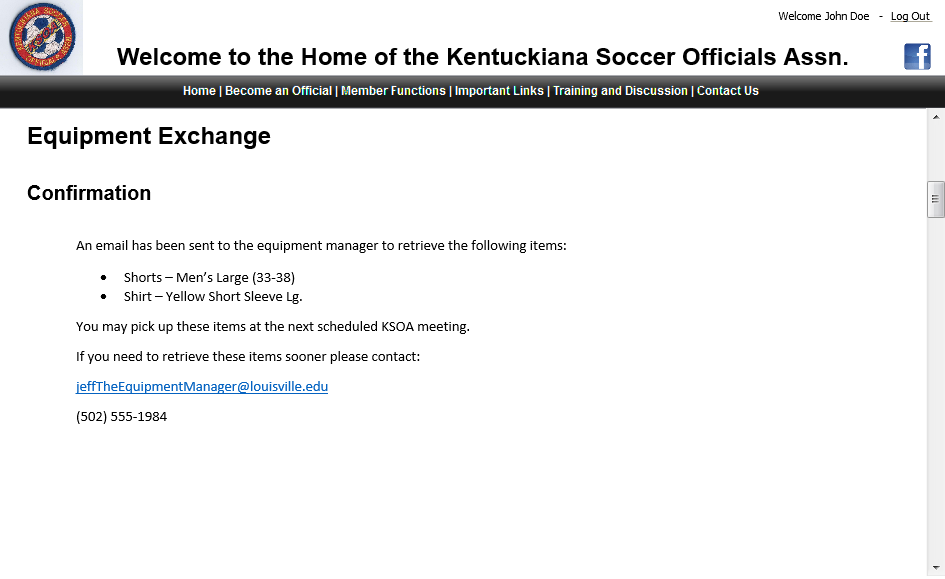 Welcome John Doe - Log Out
KENTUCKIANA SOCCER
OFFICIALS ASSN.
Welcome to the Home of the Kentuckiana Soccer Officials Assn.
Home | Become an Official | Member Functions | Important Links | Training and Discussion | Contact Us
Equipment Exchange
Confirmation
An email has been sent to the equipment manager to retrieve the following items:
• Shorts – Men's Large (33-38)
• Shirt – Yellow Short Sleeve Lg.
You may pick up these items at the next scheduled KSOA meeting.
If you need to retrieve these items sooner please contact:
jeffTheEquipmentManager@louisville.edu
(502) 555-1984